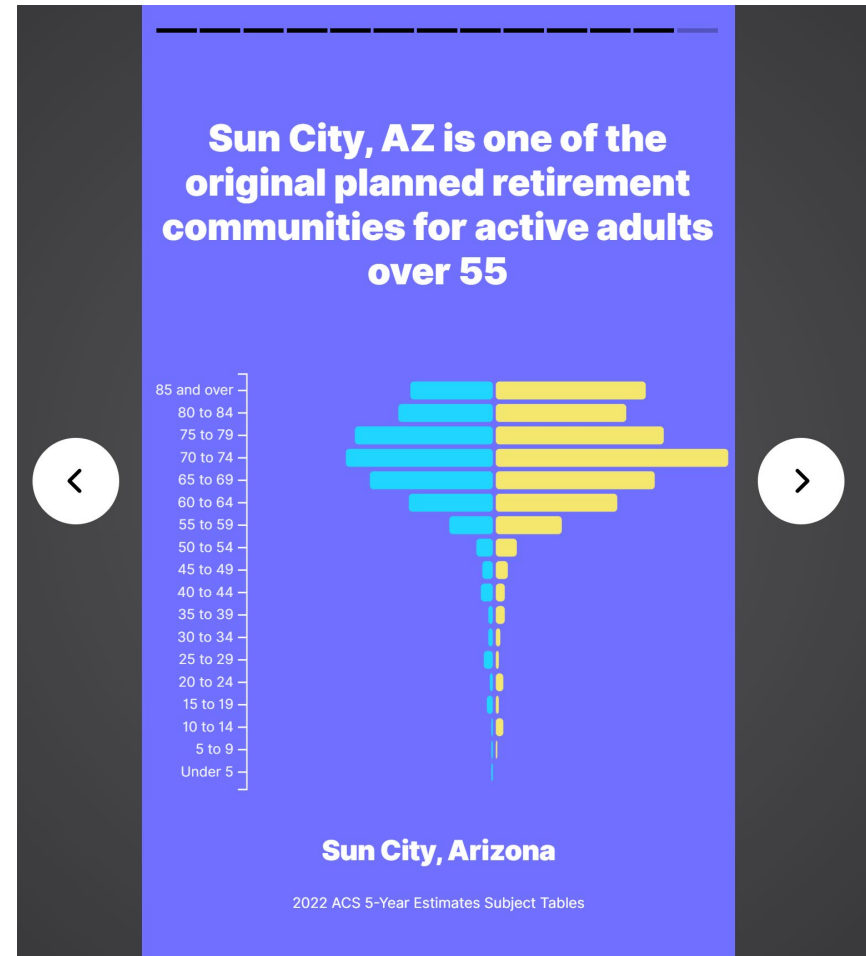 Sun City, AZ is one of the
original planned retirement
communities for active adults
over 55
85 and over
80 to 84
75 to 79
70 to 74
65 to 69
60 to 64
55 to 59
50 to 54
45 to 49
40 to 44
35 to 39
30 to 34
25 to 29
20 to 24
15 to 19
10 to 14
5 to 9
Under 5
Sun City, Arizona
2022 ACS 5-Year Estimates Subject Tables